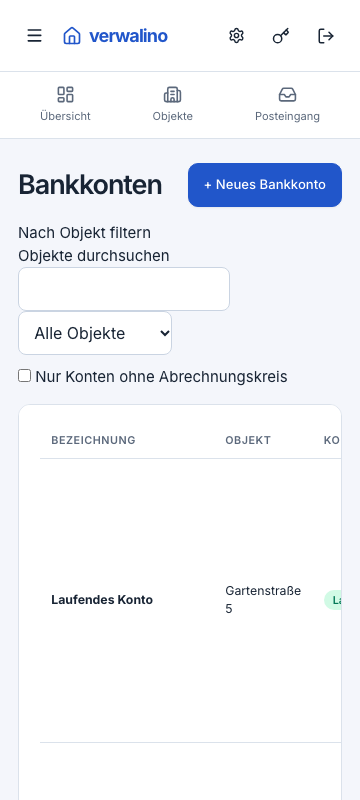 verwalino
Übersicht
Objekte
Posteingang
Bankkonten
+ Neues Bankkonto
Nach Objekt filtern
Objekte durchsuchen
Alle Objekte
Nur Konten ohne Abrechnungskreis
BEZEICHNUNG
OBJEKT
KO
Laufendes Konto
Gartenstraße
5
La